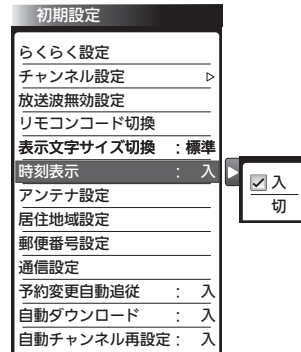 初期設定
らくらく設定
チャンネル設定 ▷
放送波無効設定
リモコンコード切換
表示文字サイズ切換 ：標準
時刻表示 ： 入
アンテナ設定
居住地域設定
郵便番号設定
通信設定
予約変更自動追従 ： 入
自動ダウンロード ： 入
自動チャンネル再設定： 入
入
切